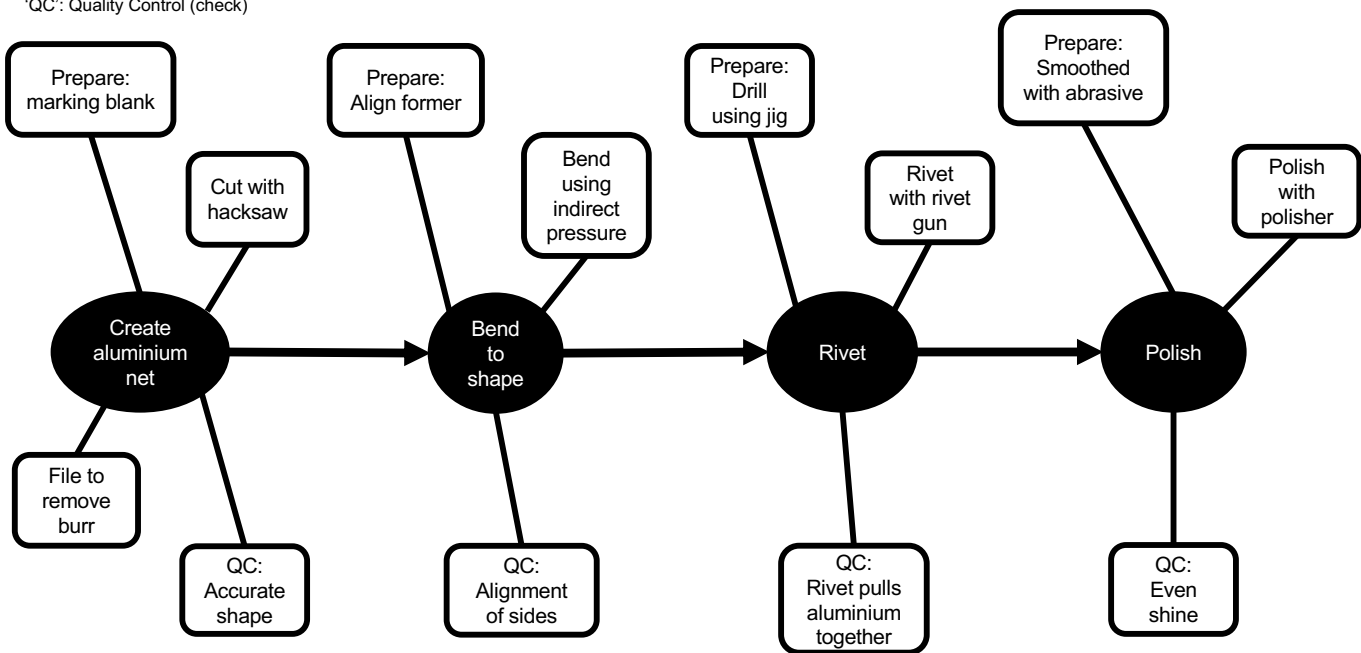 ‘QC’: Quality Control (check)
Prepare:
marking blank
Cut with
hacksaw
Create
aluminium
net
File to
remove
burr
QC:
Accurate
shape
Prepare:
Align former
Bend
using
indirect
pressure
Bend
to
shape
QC:
Alignment
of sides
Prepare:
Drill
using jig
Rivet
with rivet
gun
Rivet
QC:
Rivet pulls
aluminium
together
Prepare:
Smoothed
with abrasive
Polish
with
polisher
Polish
QC:
Even
shine